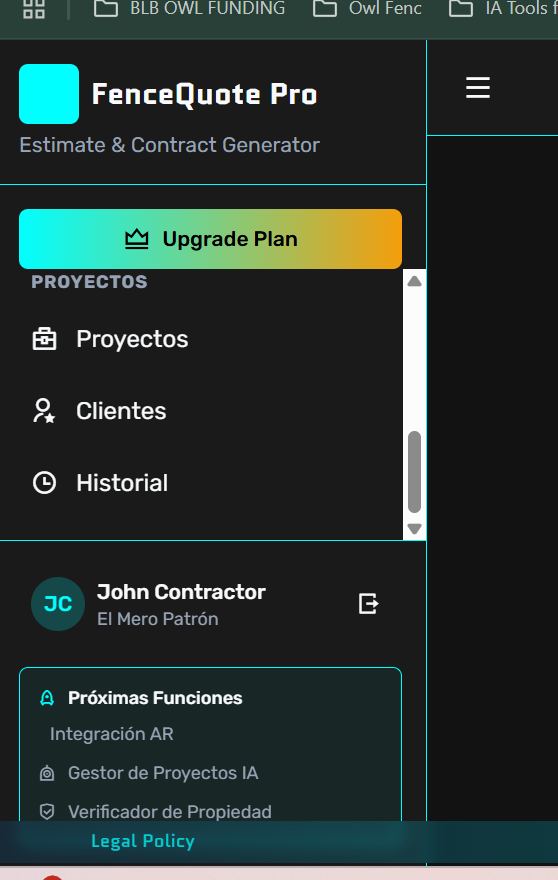 BLB OWL FUNDING
Owl Fenc
IA Tools f
FenceQuote Pro
Estimate & Contract Generator
Upgrade Plan
PROYECTOS
Proyectos
Clientes
Historial
JC
John Contractor
El Mero Patrón
Próximas Funciones
Integración AR
Gestor de Proyectos IA
Verificador de Propiedad
Legal Policy